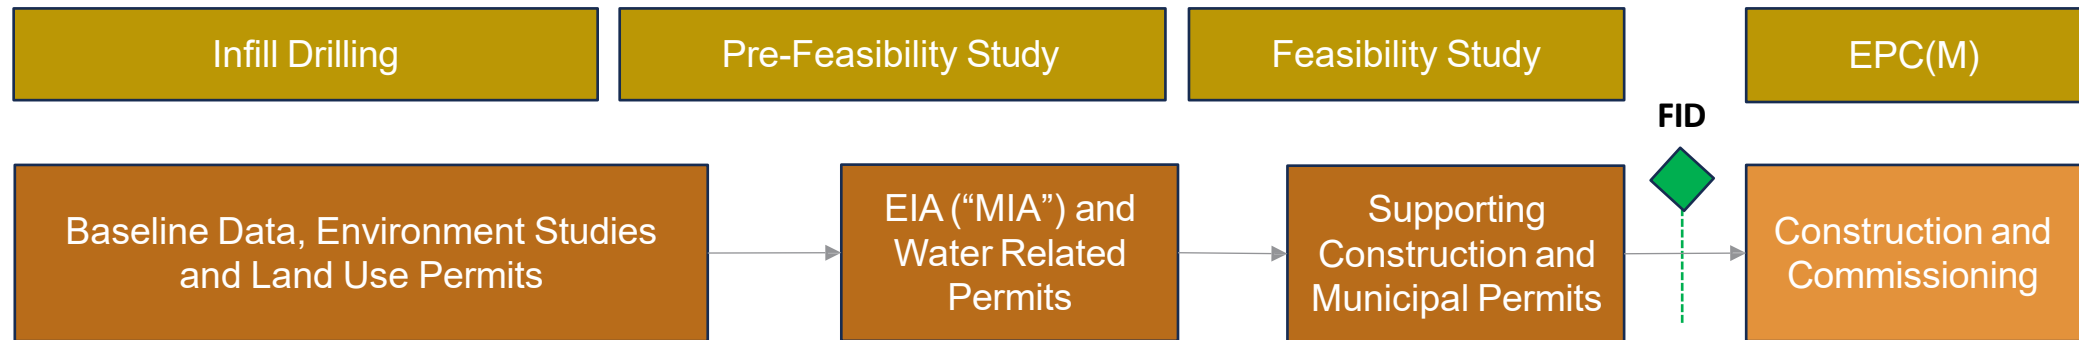 Infill Drilling
Pre-Feasibility Study
Feasibility Study
EPC(M)
FID
Baseline Data, Environment Studies
and Land Use Permits
EIA (“MIA”) and
Water Related
Permits
Supporting
Construction and
Municipal Permits
Construction and
Commissioning